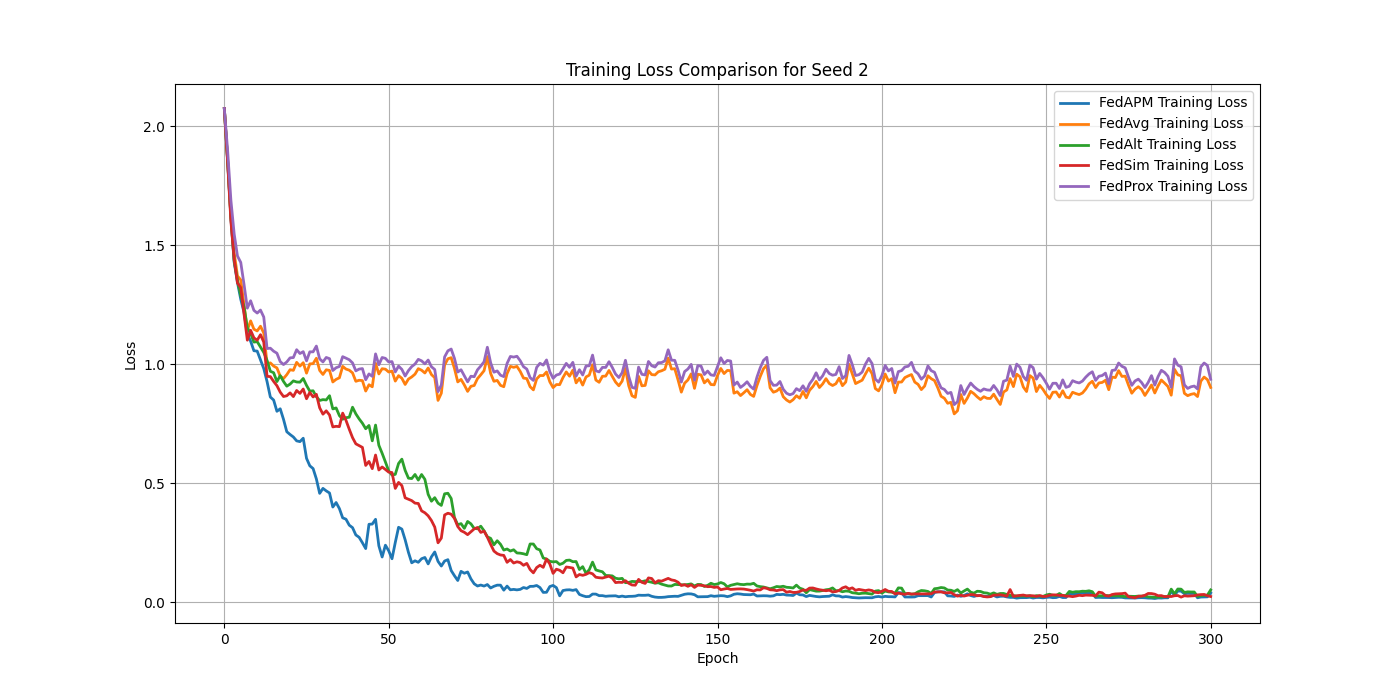 Training Loss Comparison for Seed 2
FedAPM Training Loss
FedAvg Training Loss
FedAlt Training Loss
FedSim Training Loss
FedProx Training Loss
Loss
2.0
1.5
1.0
0.5
0.0
0 50 100 150 200 250 300
Epoch